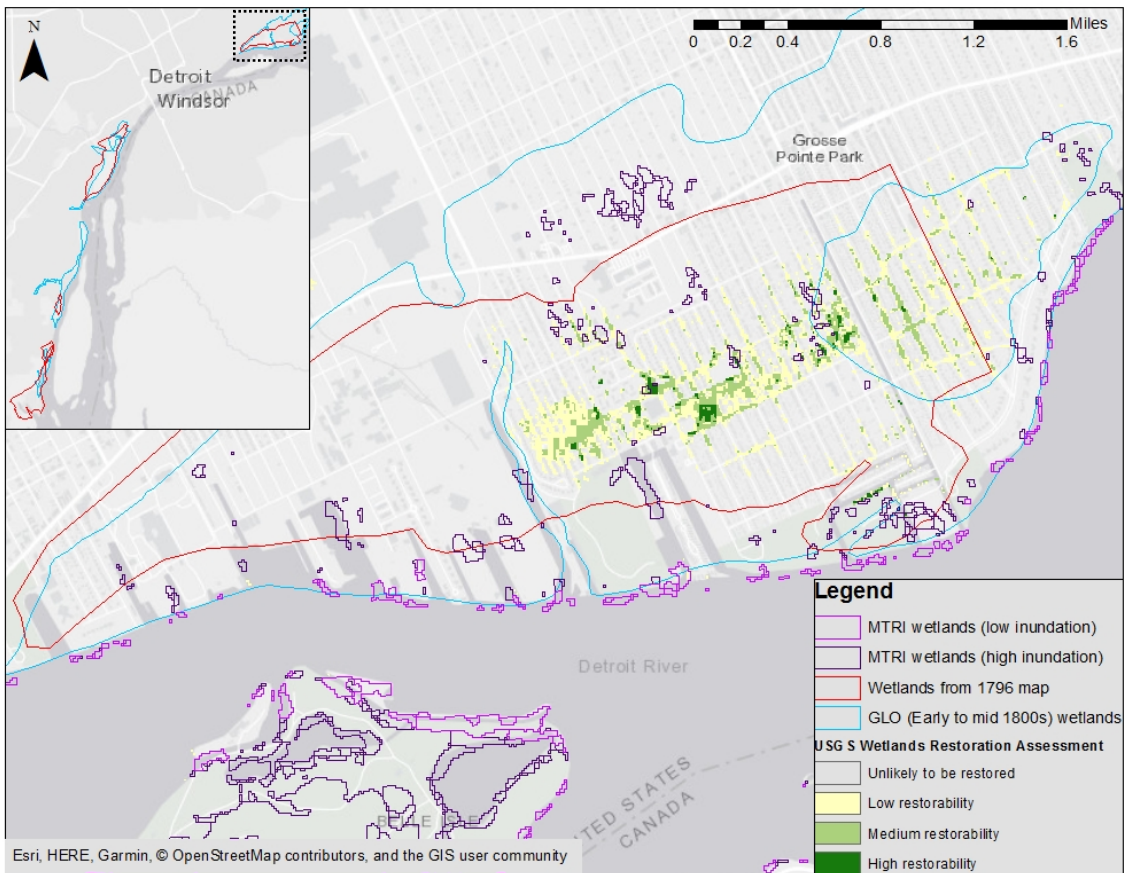 N
Detroit
CANADA
Windsor
Miles
0 0.2 0.4 0.8 1.2 1.6
Grosse
Pointe Park
Detroit River
UNITED STATES
CANADA
BELLE ISLE
Legend
MTRI wetlands (low inundation)
MTRI wetlands (high inundation)
Wetlands from 1796 map
GLO (Early to mid 1800s) wetlands
USGS Wetlands Restoration Assessment
Unlikely to be restored
Low restorability
Medium restorability
High restorability
Esri, HERE, Garmin, © OpenStreetMap contributors, and the GIS user community